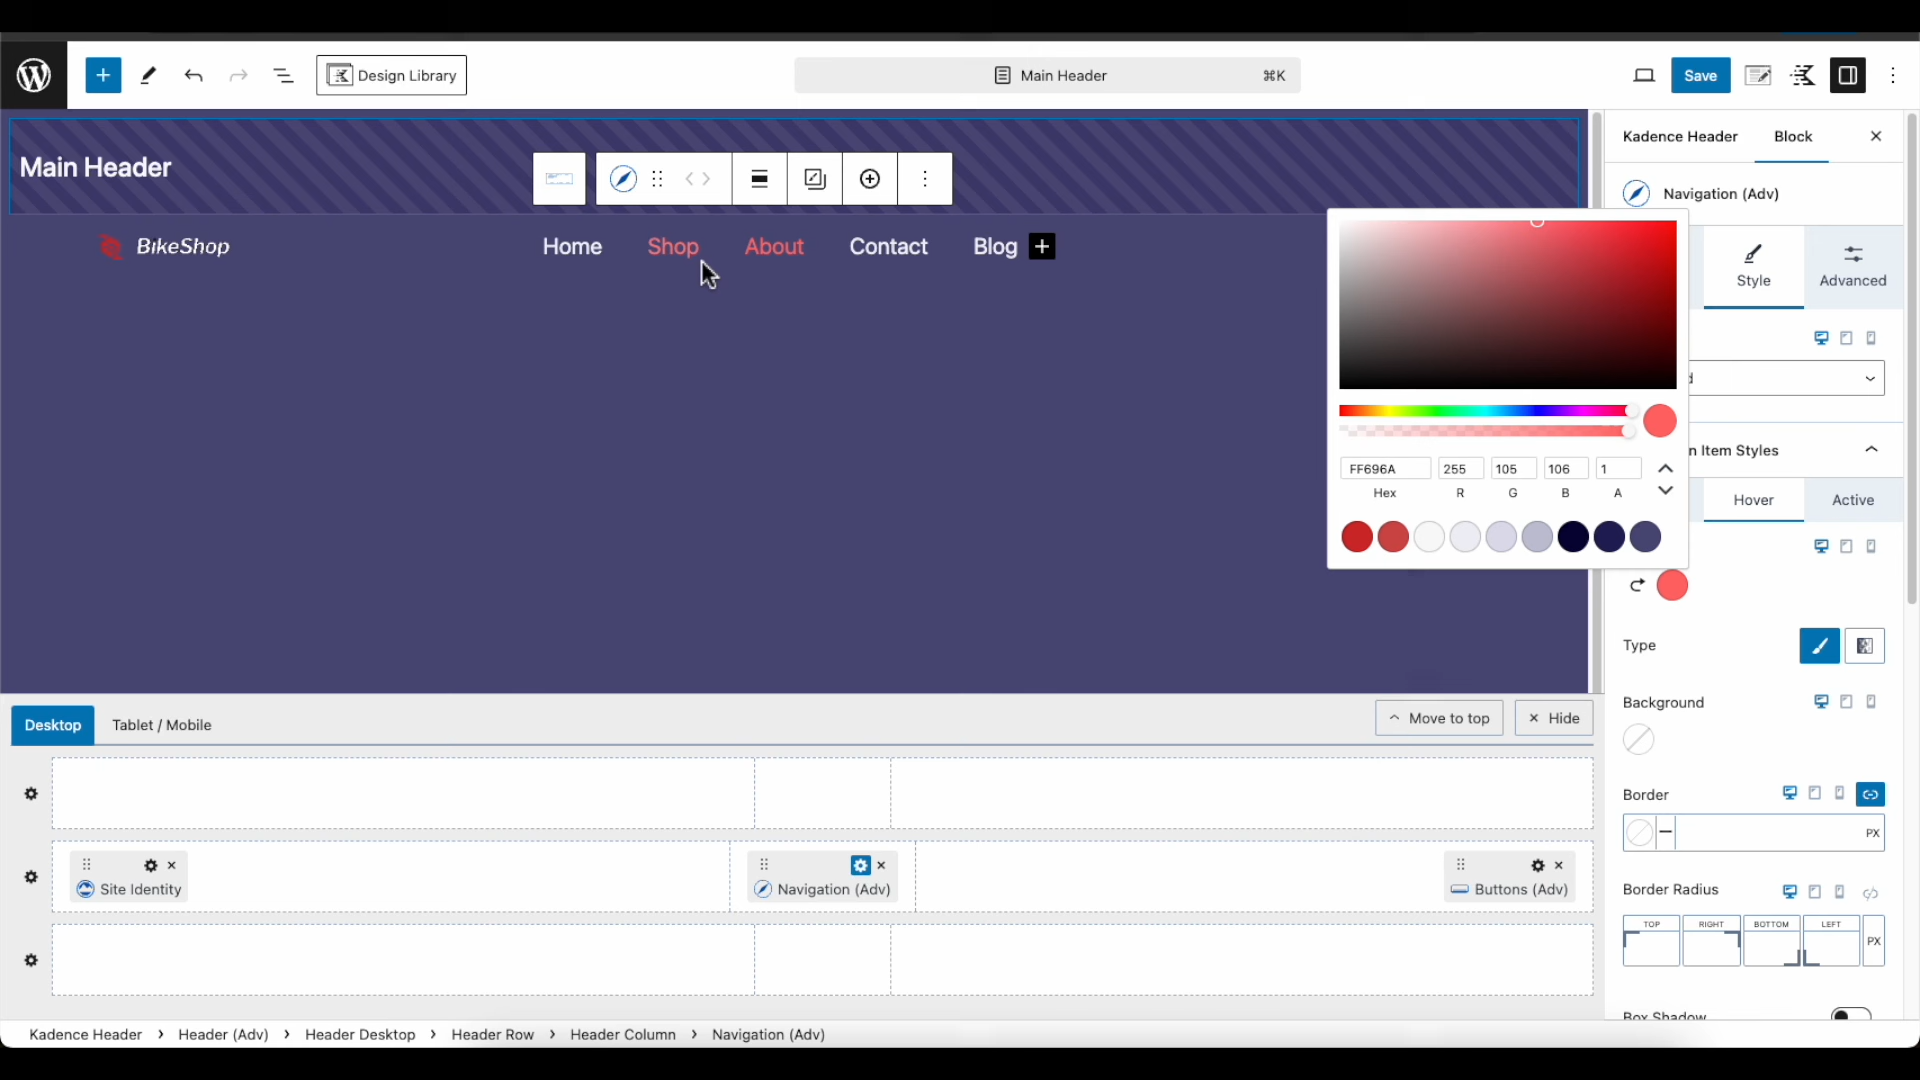 Design Library
Main Header
⌘K
Save
Main Header
BikeShop
Home
Shop
About
Contact
Blog
Kadence Header
Block
Navigation (Adv)
Style
Advanced
n Item Styles
Hover
Active
FF696A
255
105
106
1
Hex
R
G
B
A
Type
Background
Border
PX
Border Radius
TOP
RIGHT
BOTTOM
LEFT
PX
Box Shadow
Desktop
Tablet / Mobile
Move to top
Hide
Site Identity
Navigation (Adv)
Buttons (Adv)
Kadence Header > Header (Adv) > Header Desktop > Header Row > Header Column > Navigation (Adv)